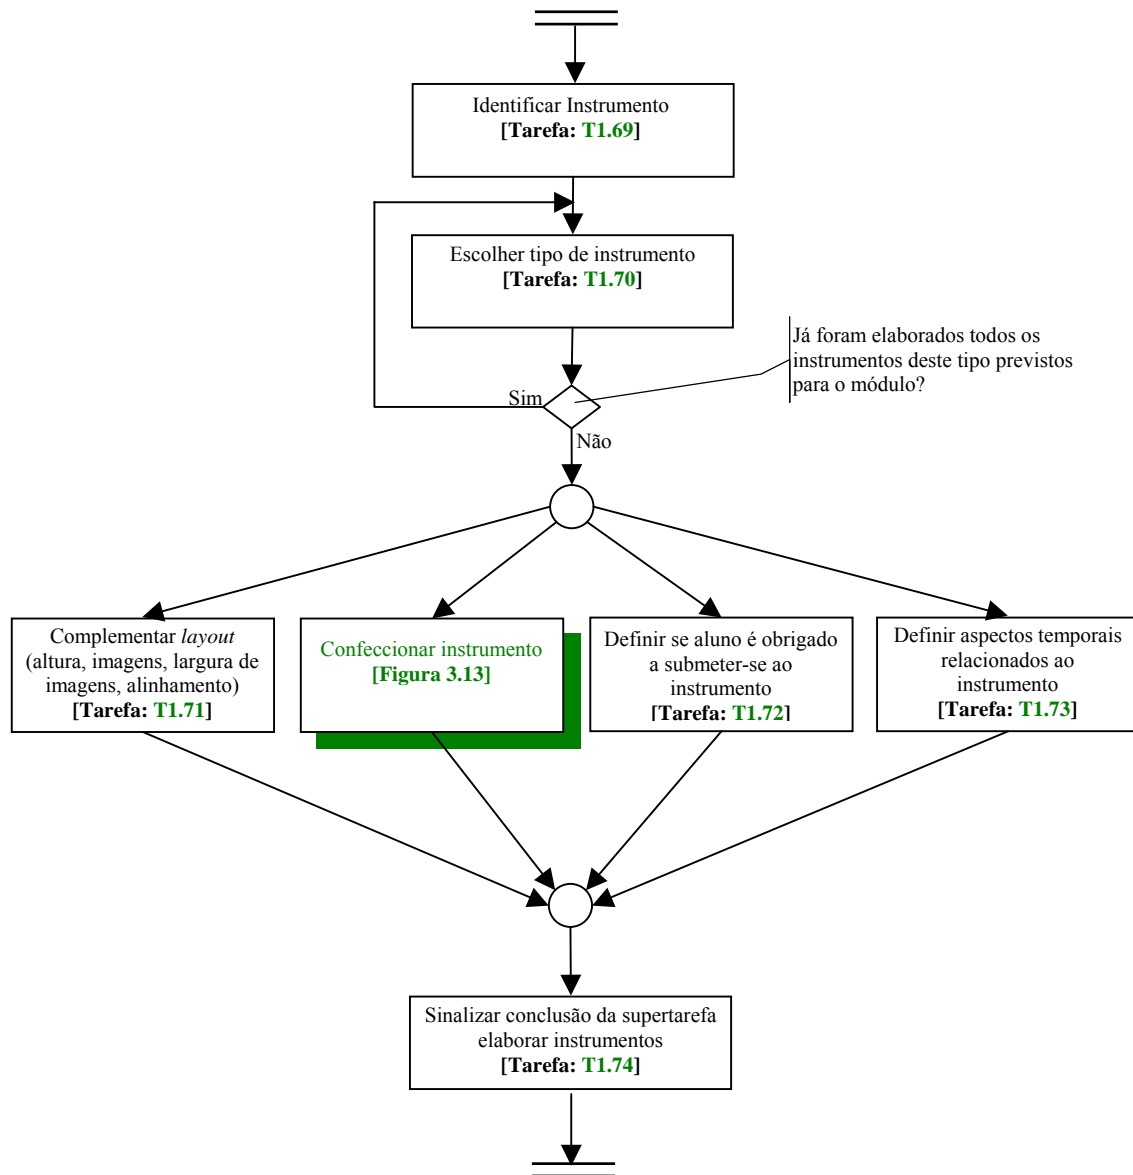 Identificar Instrumento
[Tarefa: T1.69]
Escolher tipo de instrumento
[Tarefa: T1.70]
Já foram elaborados todos os
instrumentos deste tipo previstos
para o módulo?
Sim
Não
Complementar layout
(altura, imagens, largura de
imagens, alinhamento)
[Tarefa: T1.71]
Confeccionar instrumento
[Figura 3.13]
Definir se aluno é obrigado
a submeter-se ao
instrumento
[Tarefa: T1.72]
Definir aspectos temporais
relacionados ao
instrumento
[Tarefa: T1.73]
Sinalizar conclusão da supertarefa
elaborar instrumentos
[Tarefa: T1.74]